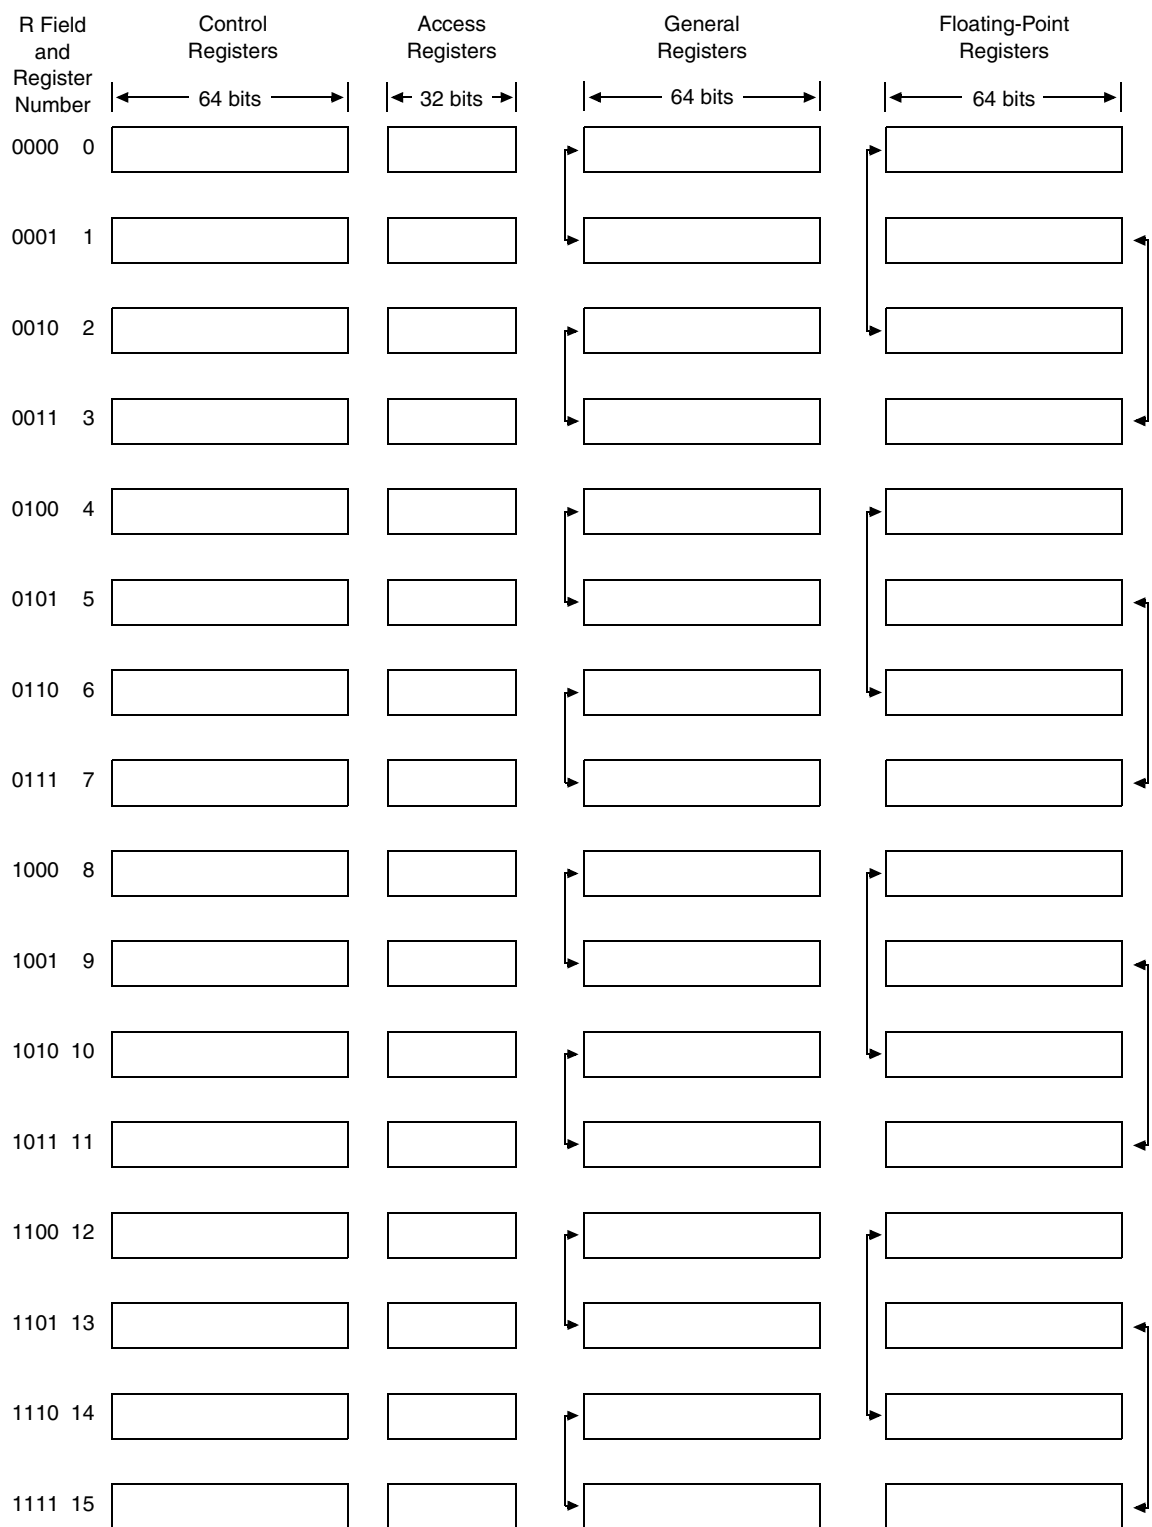 R Field
and
Register
Number
Control
Registers
Access
Registers
General
Registers
Floating-Point
Registers
64 bits
32 bits
64 bits
64 bits
0000 0
0001 1
0010 2
0011 3
0100 4
0101 5
0110 6
0111 7
1000 8
1001 9
1010 10
1011 11
1100 12
1101 13
1110 14
1111 15